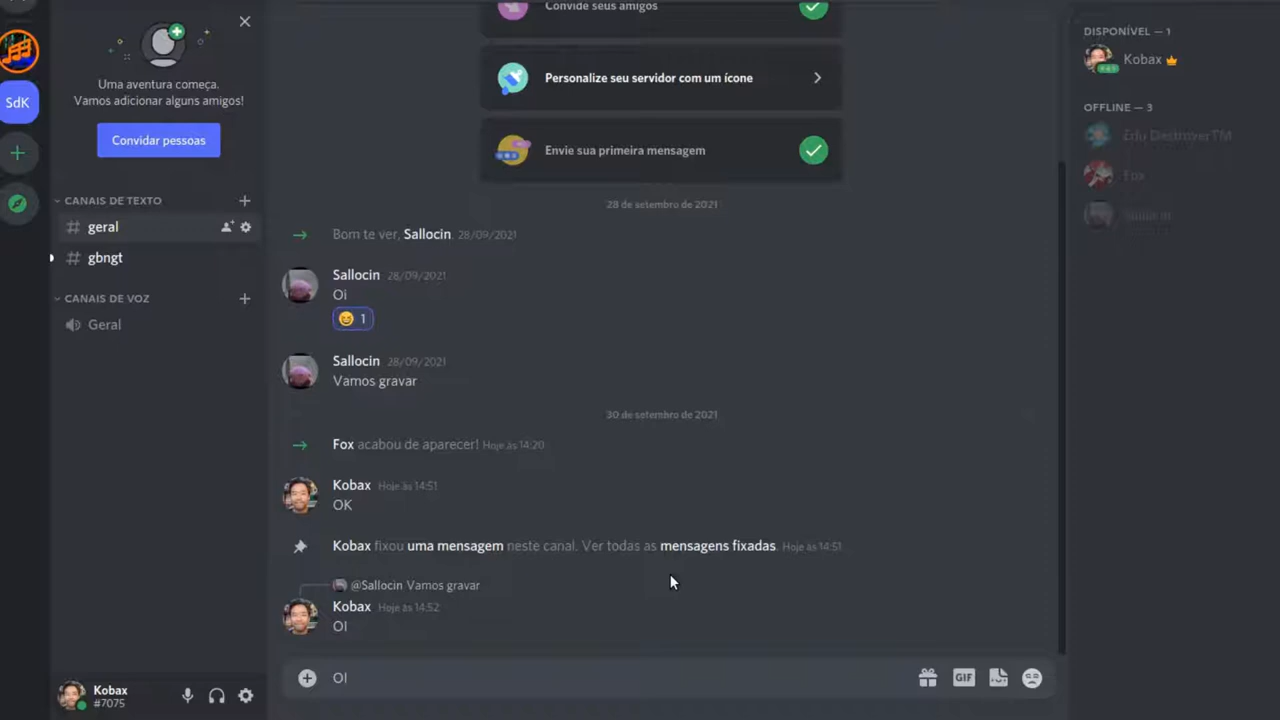 SdK
Uma aventura começa.
Vamos adicionar alguns amigos!
Convidar pessoas
CANAIS DE TEXTO
geral
gbngt
CANAIS DE VOZ
Geral
Kobax
#7075
Convide seus amigos
Personalize seu servidor com um ícone
Envie sua primeira mensagem
28 de setembro de 2021
Bom te ver, Sallocin. 28/09/2021
Sallocin 28/09/2021
Oi
1
Sallocin 28/09/2021
Vamos gravar
30 de setembro de 2021
Fox acabou de aparecer! Hoje às 14:20
Kobax Hoje às 14:51
OK
Kobax fixou uma mensagem neste canal. Ver todas as mensagens fixadas. Hoje às 14:51
@Sallocin Vamos gravar
Kobax Hoje às 14:52
OI
OI
GIF
DISPONÍVEL — 1
Kobax
OFFLINE — 3
Edu DestroyerTM
Fox
Sallocin